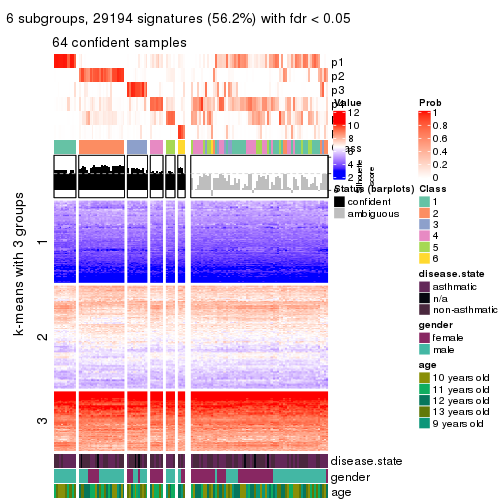 6 subgroups, 29194 signatures (56.2%) with fdr < 0.05
64 confident samples
p1
p2
p3
k-means with 3 groups
1
2
3
disease.state
gender
age
Value
12
10
8
4
2
Status (barplots)
confident
ambiguous
Prob
1
0.8
0.6
0.4
0.2
0
Class
1
2
3
4
5
6
disease.state
asthmatic
n/a
non-asthmatic
gender
female
male
age
10 years old
11 years old
12 years old
13 years old
9 years old